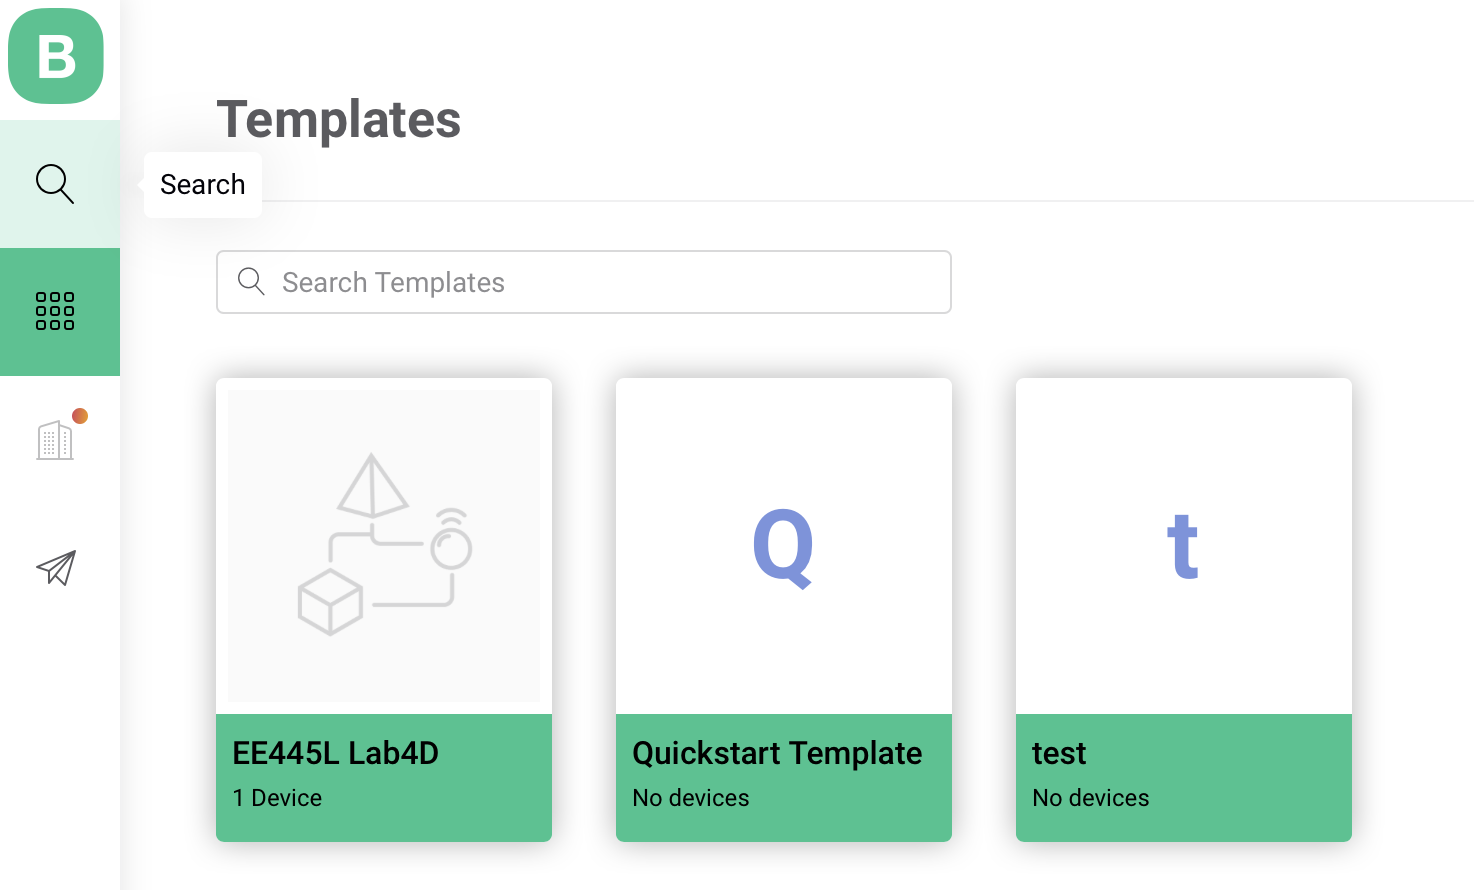 B
Templates
Search
Search Templates
Q
t
EE445L Lab4D
1 Device
Quickstart Template
No devices
test
No devices